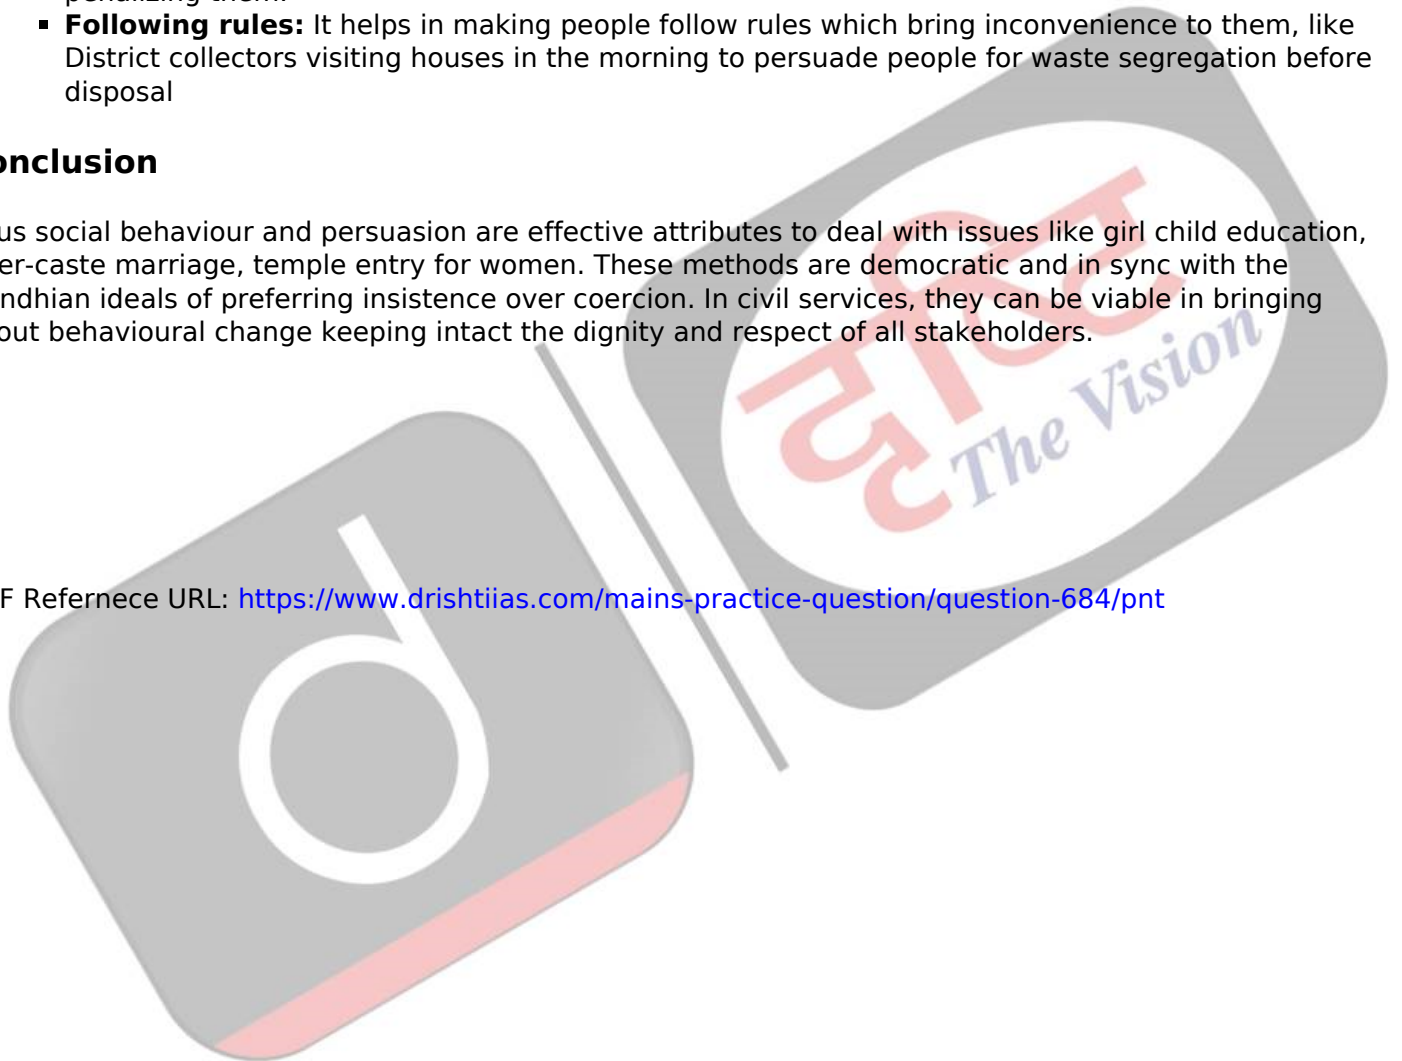 penalizing them.
▪ Following rules: It helps in making people follow rules which bring inconvenience to them, like
District collectors visiting houses in the morning to persuade people for waste segregation before
disposal
onclusion
us social behaviour and persuasion are effective attributes to deal with issues like girl child education,
er-caste marriage, temple entry for women. These methods are democratic and in sync with the
ndhian ideals of preferring insistence over coercion. In civil services, they can be viable in bringing
out behavioural change keeping intact the dignity and respect of all stakeholders.
दृष्टि
The Vision
d
F Refernece URL: https://www.drishtiias.com/mains-practice-question/question-684/pnt